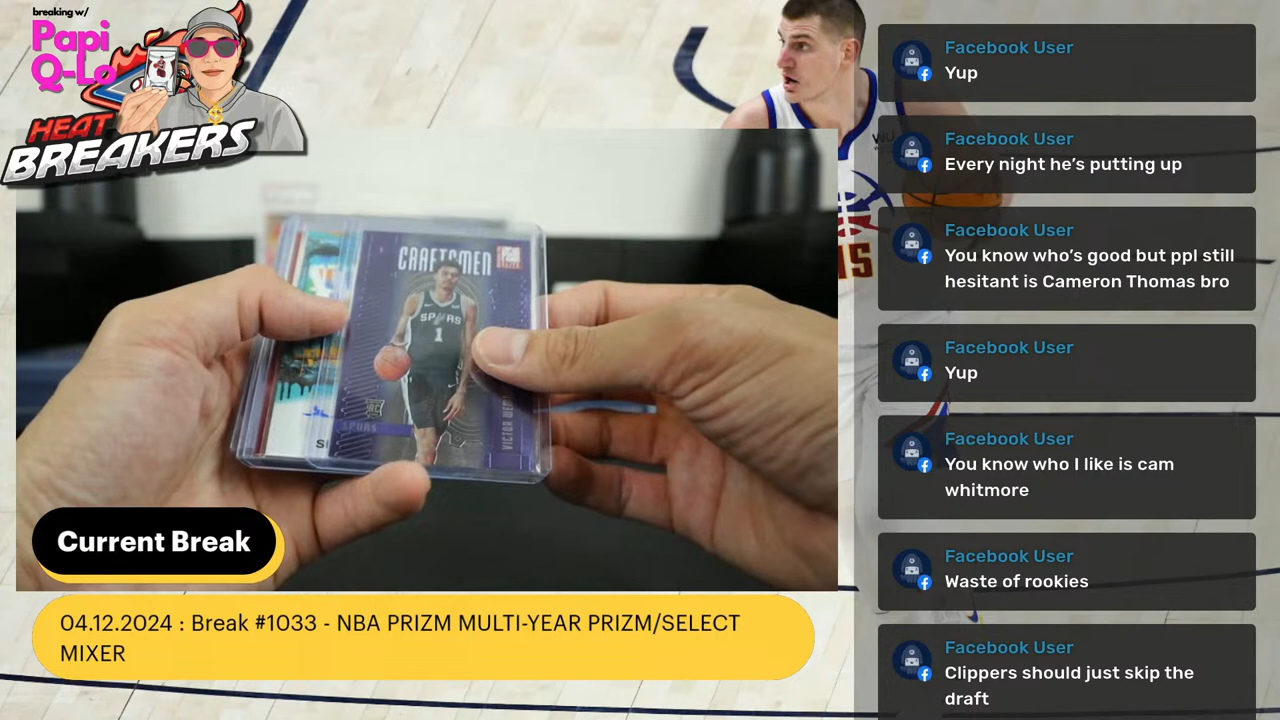 breaking w/
Papi
Q-Lo
HEAT
BREAKERS
CRAFTSMEN
SPURS
1
RC
SPURS
Current Break
04.12.2024 : Break #1033 - NBA PRIZM MULTI-YEAR PRIZM/SELECT
MIXER
Facebook User
Yup
Facebook User
Every night he’s putting up
Facebook User
You know who’s good but ppl still
hesitant is Cameron Thomas bro
Facebook User
Yup
Facebook User
You know who I like is cam
whitmore
Facebook User
Waste of rookies
Facebook User
Clippers should just skip the
draft